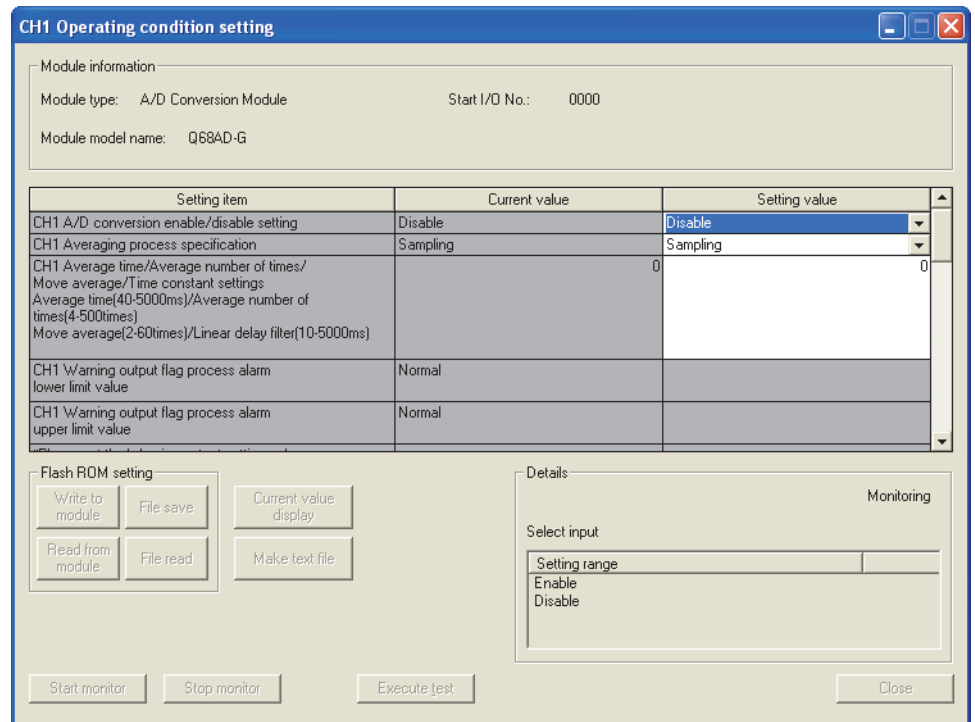 CH1 Operating condition setting
Module information
Module type: A/D Conversion Module Start I/O No.: 0000
Module model name: Q68AD-G
Setting item Current value Setting value
CH1 A/D conversion enable/disable setting Disable Disable
CH1 Averaging process specification Sampling Sampling
CH1 Average time/Average number of times/ 0 0
Move average/Time constant settings
Average time(40-5000ms)/Average number of
times(4-500times)
Move average(2-60times)/Linear delay filter(10-5000ms)
CH1 Warning output flag process alarm Normal
lower limit value
CH1 Warning output flag process alarm Normal
upper limit value
Flash ROM setting
Write to
module
File save
Current value
display
Read from
module
File read
Make text file
Details
Monitoring
Select input
Setting range
Enable
Disable
Start monitor Stop monitor Execute test Close